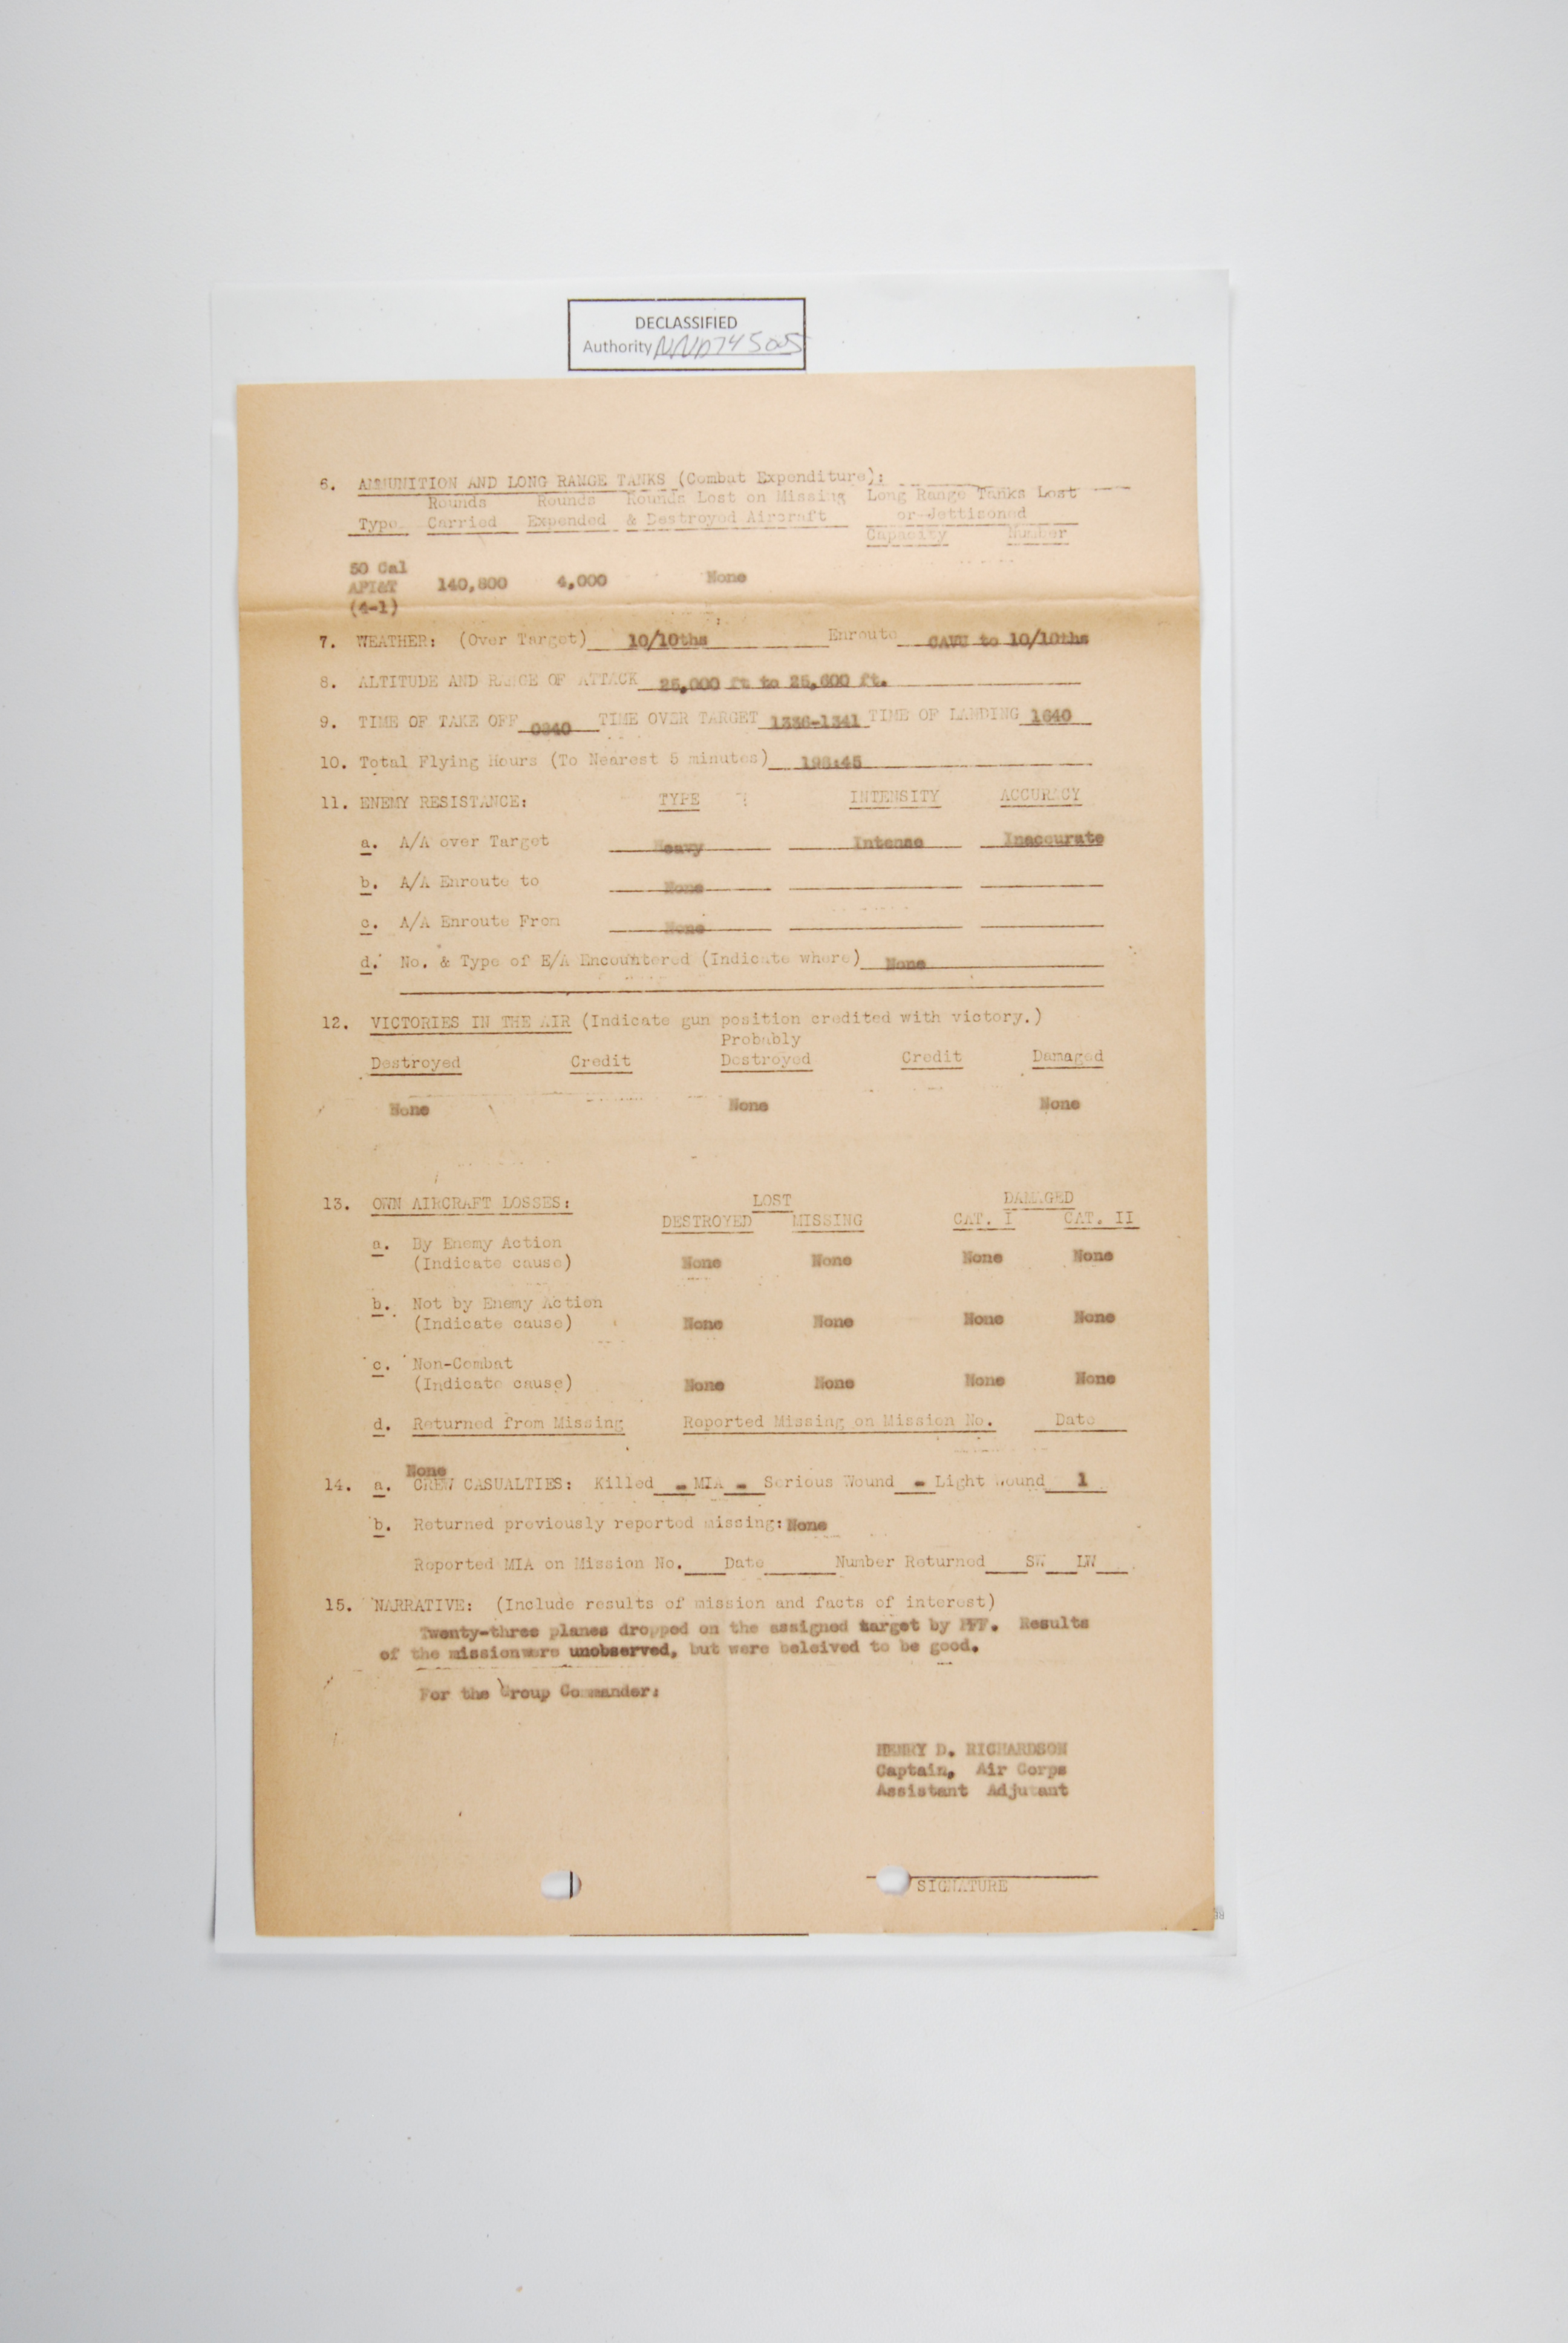 DECLASSIFIED
Authority NND745005
6. AMMUNITION AND LONG RANGE TANKS (Combat Expenditure):
Rounds Rounds Rounds Lost on Missing Long Range Tanks Lost
Type Carried Expended & Destroyed Aircraft or Jettisoned
Capacity Number
50 Cal
API&T 140,800 4,000 None
(4-1)
7. WEATHER: (Over Target) 10/10ths Enroute CAVU to 10/10ths
8. ALTITUDE AND RANGE OF ATTACK 25,000 ft to 25,600 ft.
9. TIME OF TAKE OFF 0840 TIME OVER TARGET 1336-1341 TIME OF LANDING 1640
10. Total Flying Hours (To Nearest 5 minutes) 198:45
11. ENEMY RESISTANCE: TYPE INTENSITY ACCURACY
a. A/A over Target Heavy Intense Inaccurate
b. A/A Enroute to None
c. A/A Enroute From None
d. No. & Type of E/A Encountered (Indicate where) None
12. VICTORIES IN THE AIR (Indicate gun position credited with victory.)
Probably
Destroyed Credit Destroyed Credit Damaged
None None None
13. OWN AIRCRAFT LOSSES: LOST DAMAGED
DESTROYED MISSING CAT. I CAT. II
a. By Enemy Action
(Indicate cause) None None None None
b. Not by Enemy Action
(Indicate cause) None None None None
c. Non-Combat
(Indicate cause) None None None None
d. Returned from Missing Reported Missing on Mission No. Date
None
14. a. CREW CASUALTIES: Killed - MIA - Serious Wound - Light Wound 1
b. Returned previously reported missing: None
Reported MIA on Mission No. Date Number Returned SW LW
15. NARRATIVE: (Include results of mission and facts of interest)
Twenty-three planes dropped on the assigned target by PFF. Results
of the mission were unobserved, but were beleived to be good.
For the Group Commander:
HENRY D. RICHARDSON
Captain, Air Corps
Assistant Adjutant
SIGNATURE